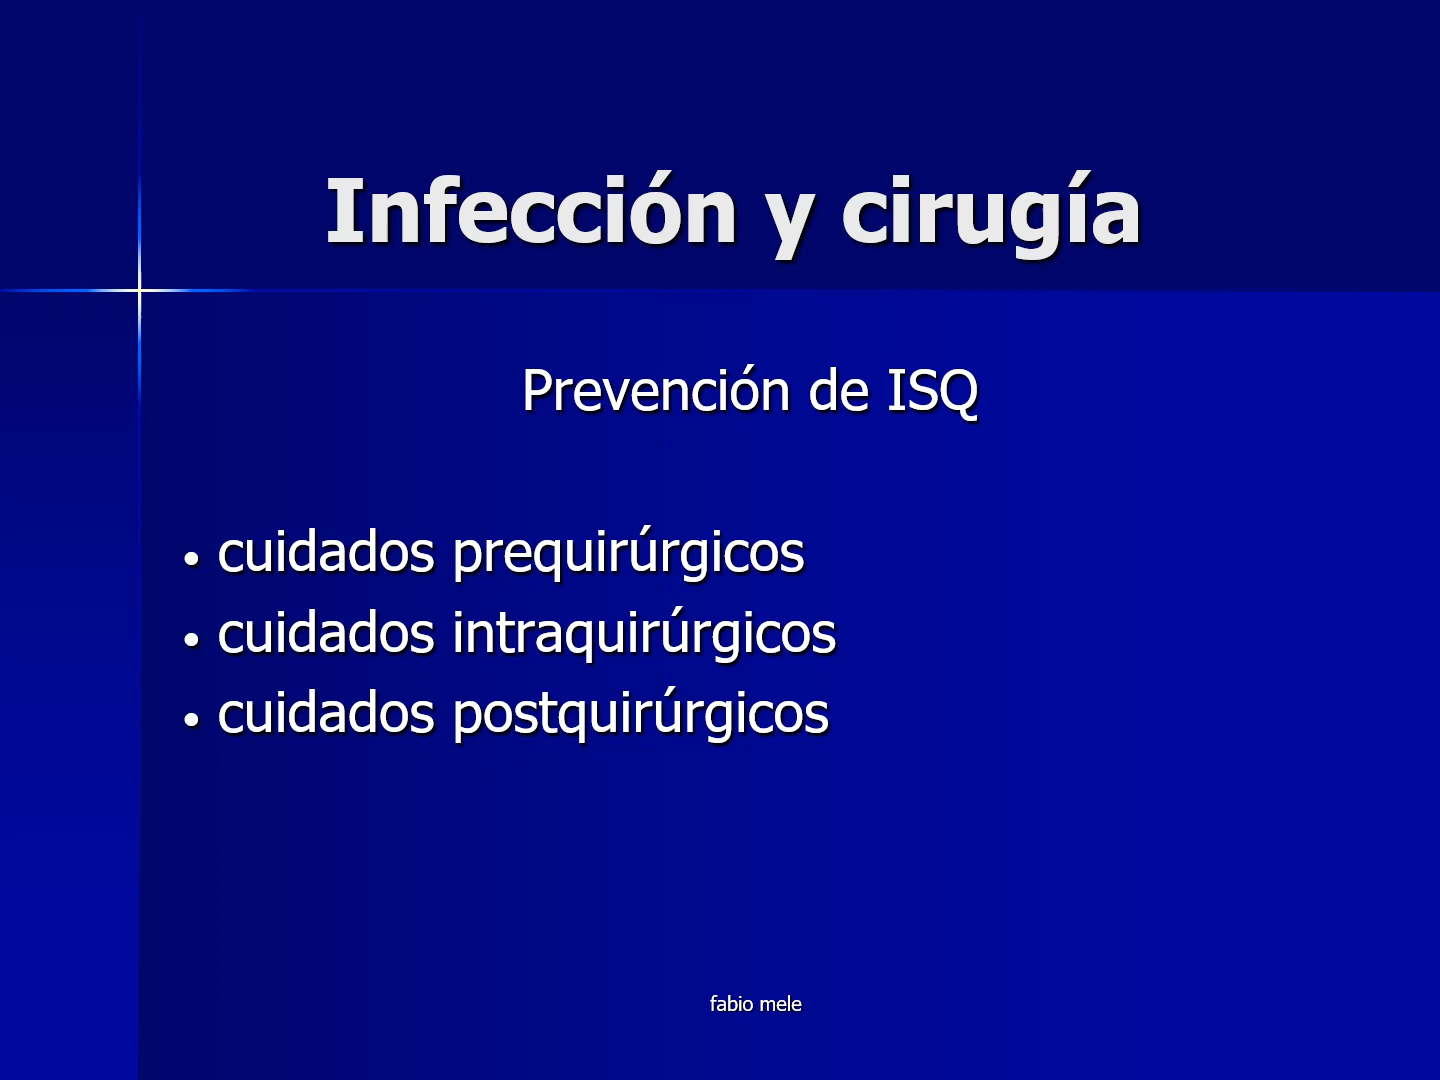 Infección y cirugía
Prevención de ISQ
• cuidados prequirúrgicos
• cuidados intraquirúrgicos
• cuidados postquirúrgicos
fabio mele